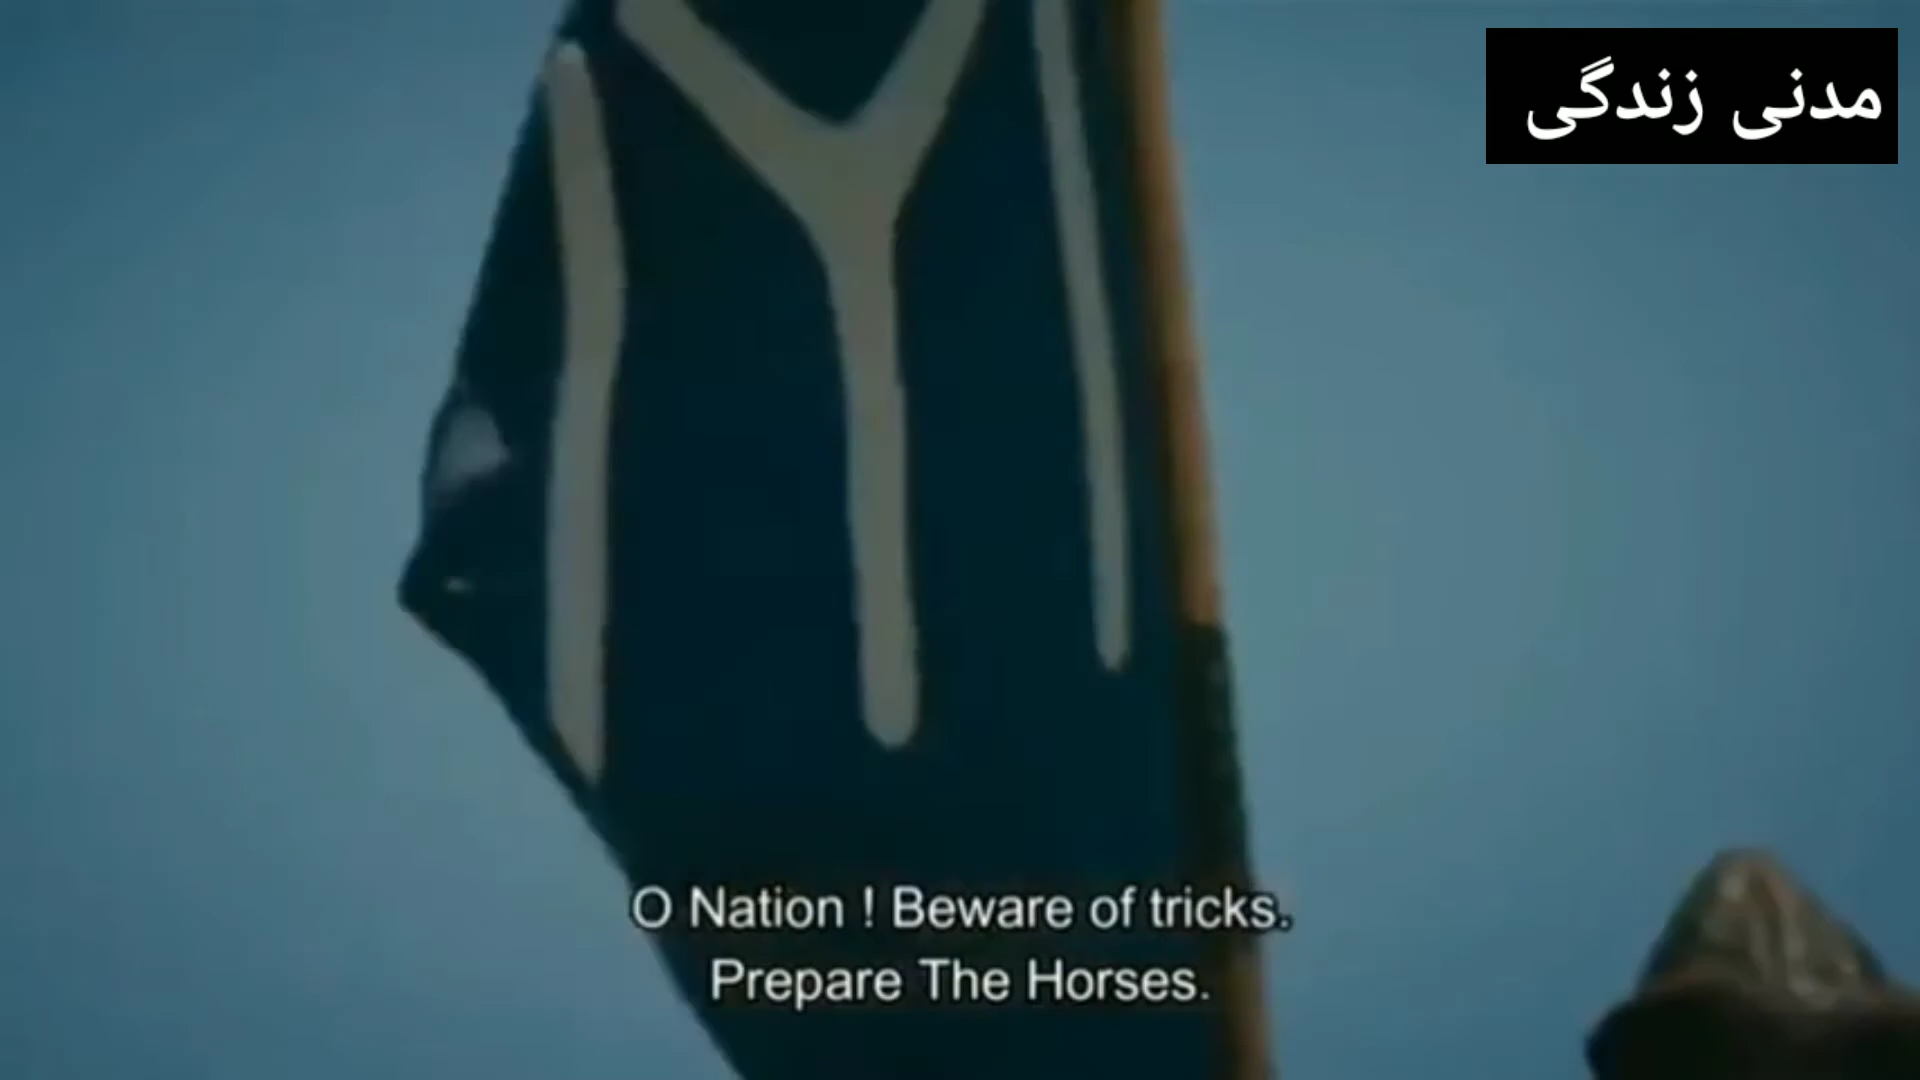 مدنی زندگی
O Nation ! Beware of tricks.
Prepare The Horses.